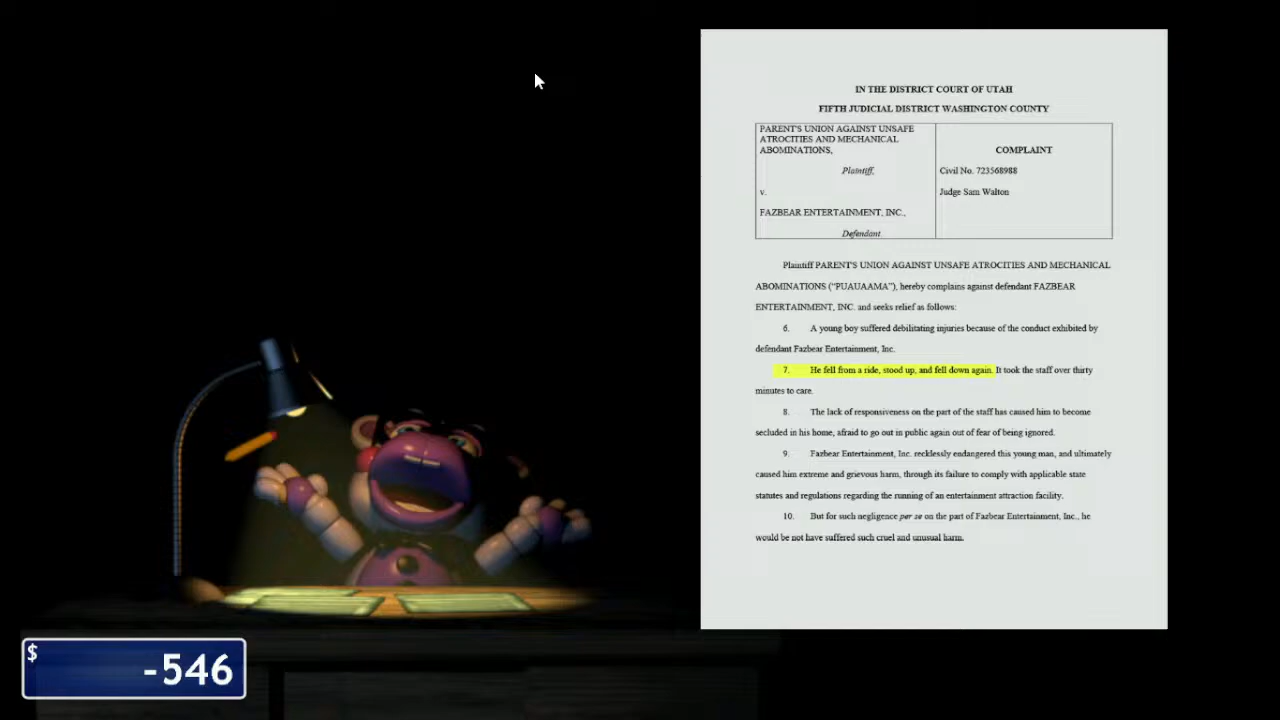 IN THE DISTRICT COURT OF UTAH
FIFTH JUDICIAL DISTRICT WASHINGTON COUNTY
PARENT'S UNION AGAINST UNSAFE
ATROCITIES AND MECHANICAL
ABOMINATIONS,
Plaintiff,
v.
FAZBEAR ENTERTAINMENT, INC.,
Defendant
COMPLAINT
Civil No. 723568988
Judge Sam Walton
Plaintiff PARENT'S UNION AGAINST UNSAFE ATROCITIES AND MECHANICAL
ABOMINATIONS ("PUAUAAMA"), hereby complains against defendant FAZBEAR
ENTERTAINMENT, INC. and seeks relief as follows:
6. A young boy suffered debilitating injuries because of the conduct exhibited by
defendant Fazbear Entertainment, Inc.
7. He fell from a ride, stood up, and fell down again. It took the staff over thirty
minutes to care.
8. The lack of responsiveness on the part of the staff has caused him to become
secluded in his home, afraid to go out in public again out of fear of being ignored.
9. Fazbear Entertainment, Inc. recklessly endangered this young man, and ultimately
caused him extreme and grievous harm, through its failure to comply with applicable state
statutes and regulations regarding the running of an entertainment attraction facility.
10. But for such negligence per se on the part of Fazbear Entertainment, Inc., he
would be not have suffered such cruel and unusual harm.
$ -546